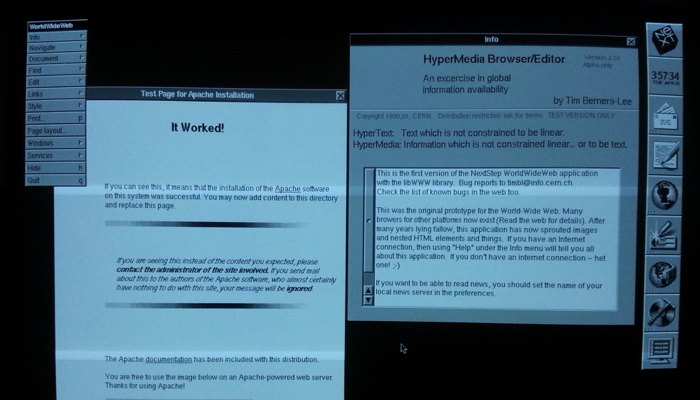 WorldWideWeb
Info r
Navigate r
Document r
Find r
Edit r
Links r
Style r
Print... p
Page layout...
Windows r
Services r
Hide h
Quit q
Test Page for Apache Installation
It Worked!
If you can see this, it means that the installation of the Apache software
on this system was successful. You may now add content to this directory
and replace this page.
If you are seeing this instead of the content you expected, please
contact the administrator of the site involved. If you send mail
about this to the authors of the Apache software, who almost certainly
have nothing to do with this site, your message will be ignored
The Apache documentation has been included with this distribution.
You are free to use the image below on an Apache-powered web server.
Thanks for using Apache!
Info
HyperMedia Browser/Editor
Version
Alpha only
An excercise in global
information availability
by Tim Berners-Lee
Copyright 1990,91, CERN. Distribution restricted: ask for terms. TEST VERSION ONLY
HyperText: Text which is not constrained to be linear.
HyperMedia: Information which is not constrained linear... or to be text.
This is the first version of the NextStep WorldWideWeb application
with the libWWW library. Bug reports to timbl@info.cern.ch.
Check the list of known bugs in the web too.
This was the original prototype for the World-Wide Web. Many
browers for other platforms now exist (Read the web for details). After
many years lying fallow, this application has now sprouted images
and nested HTML elements and things. If you have an Internet
connection, then using "Help" under the Info menu will tell you all
about this application. If you don't have an internet connection -- het
one! ;-)
If you want to be able to read news, you should set the name of your
local news server in the preferences.
NeXT
3:57:34
TUE